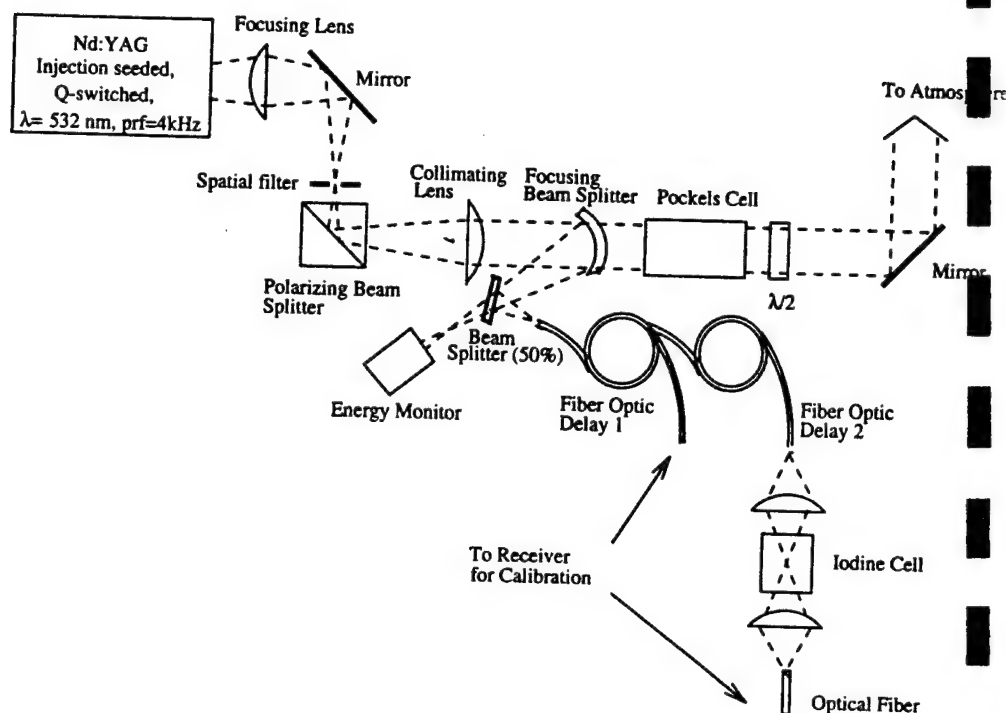 Focusing Lens
Nd:YAG
Injection seeded,
Q-switched,
λ= 532 nm, prf=4kHz
Mirror
To Atmosphere
Spatial filter
Collimating
Lens
Focusing
Beam Splitter
Pockels Cell
Polarizing Beam
Splitter
λ/2
Mirror
Beam
Splitter (50%)
Energy Monitor
Fiber Optic
Delay 1
Fiber Optic
Delay 2
To Receiver
for Calibration
Iodine Cell
Optical Fiber